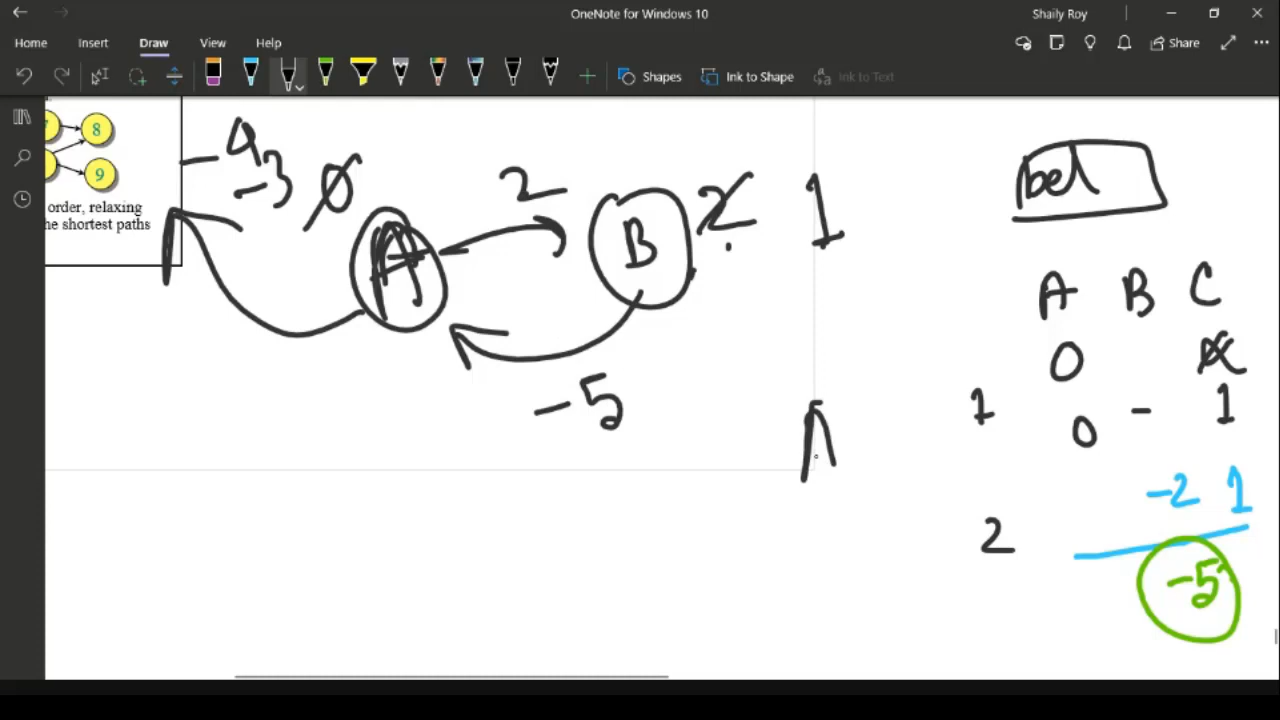 OneNote for Windows 10
Shaily Roy
Home Insert Draw View Help
Share
Shapes
Ink to Shape
Ink to Text
8
9
order, relaxing
he shortest paths
-4
-3 0
2
A
B
2
1
-5
bel
A B C
0
1
0 - 1
-2 1
2
-5